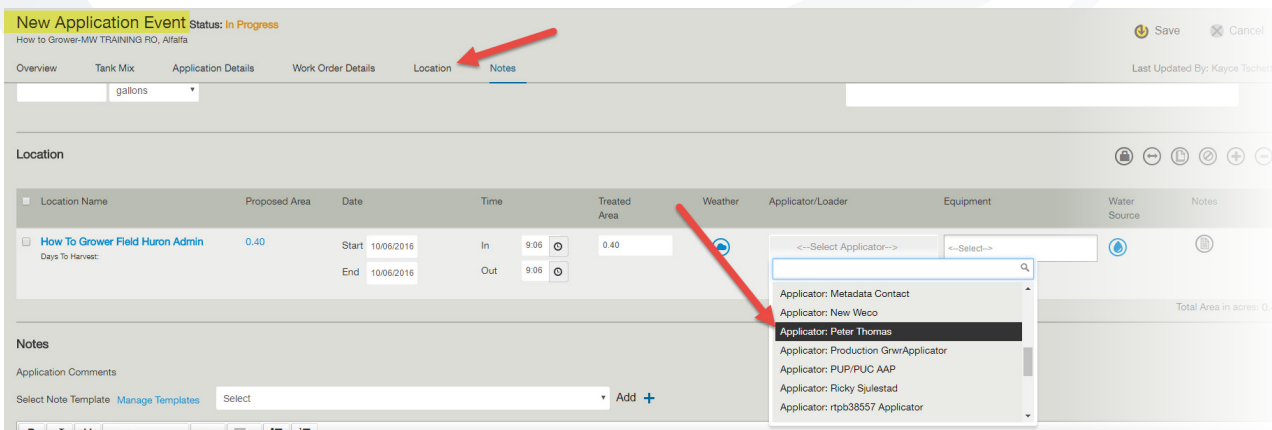 New Application Event Status: In Progress
How to Grower-MW TRAINING RO, Alfalfa
Save Cancel
Overview Tank Mix Application Details Work Order Details Location Notes Last Updated By: Kayce
gallons
Location
Location Name Proposed Area Date Time Treated Area Weather Applicator/Loader Equipment Water Source Notes
How To Grower Field Huron Admin 0.40 Start 10/06/2016 In 9:06 0.40 <--Select Applicator--> <--Select-->
Days To Harvest:
End 10/06/2016 Out 9:06
Applicator: Metadata Contact
Applicator: New Weco
Applicator: Peter Thomas
Applicator: Production GrwrApplicator
Applicator: PUP/PUC AAP
Applicator: Ricky Sjulestad
Applicator: rtpb38557 Applicator
Total Area in acres:
Notes
Application Comments
Select Note Template Manage Templates Select Add +